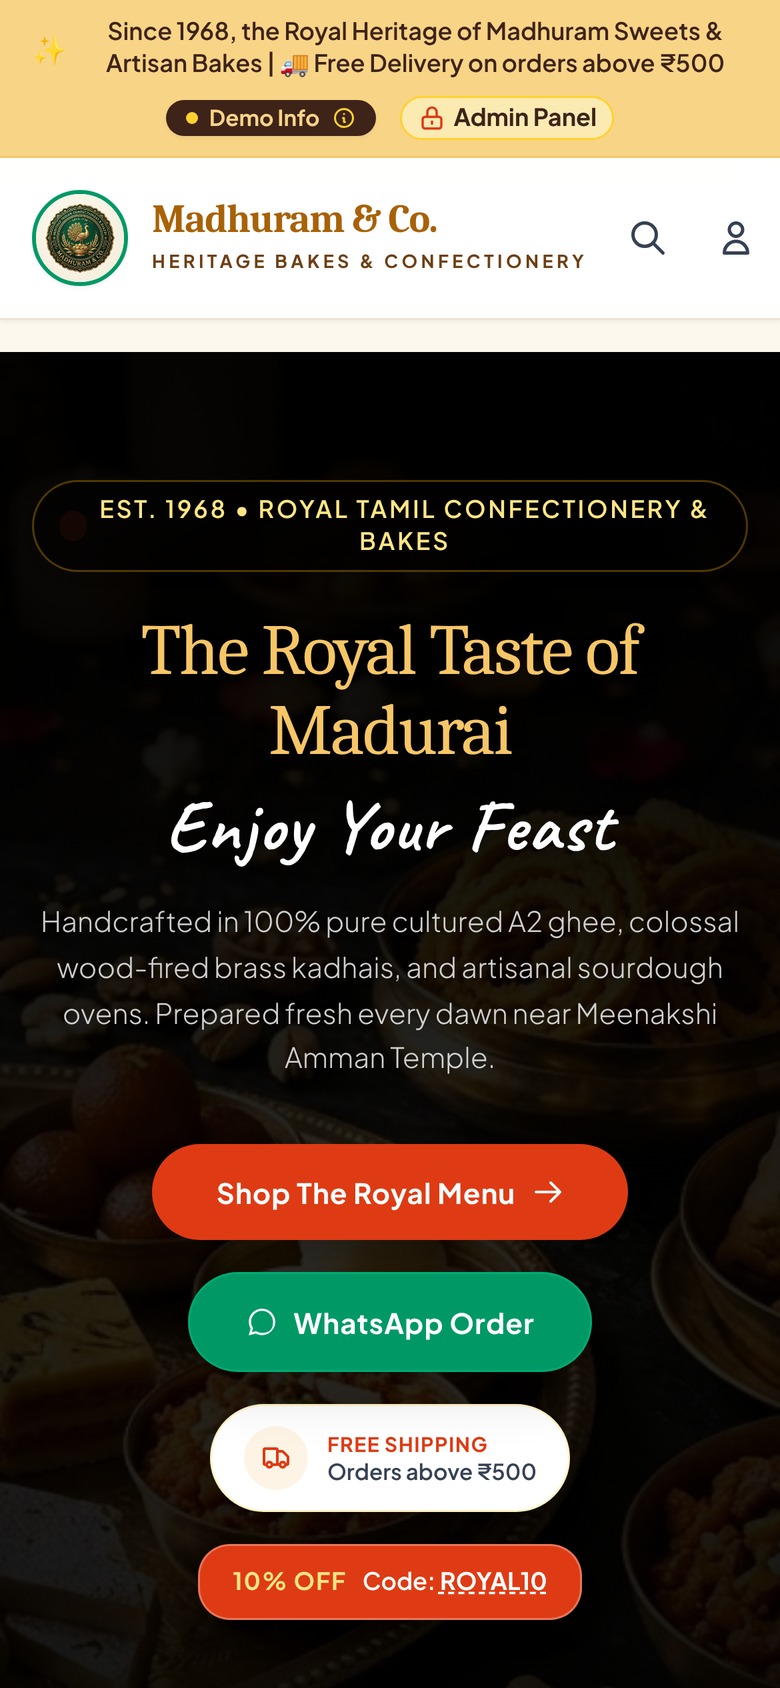 Since 1968, the Royal Heritage of Madhuram Sweets &
Artisan Bakes | 🚚 Free Delivery on orders above ₹500
Demo Info
Admin Panel
Madhuram & Co.
HERITAGE BAKES & CONFECTIONERY
EST. 1968 • ROYAL TAMIL CONFECTIONERY &
BAKES
The Royal Taste of
Madurai
Enjoy Your Feast
Handcrafted in 100% pure cultured A2 ghee, colossal
wood-fired brass kadhais, and artisanal sourdough
ovens. Prepared fresh every dawn near Meenakshi
Amman Temple.
Shop The Royal Menu →
WhatsApp Order
FREE SHIPPING
Orders above ₹500
10% OFF Code: ROYAL10